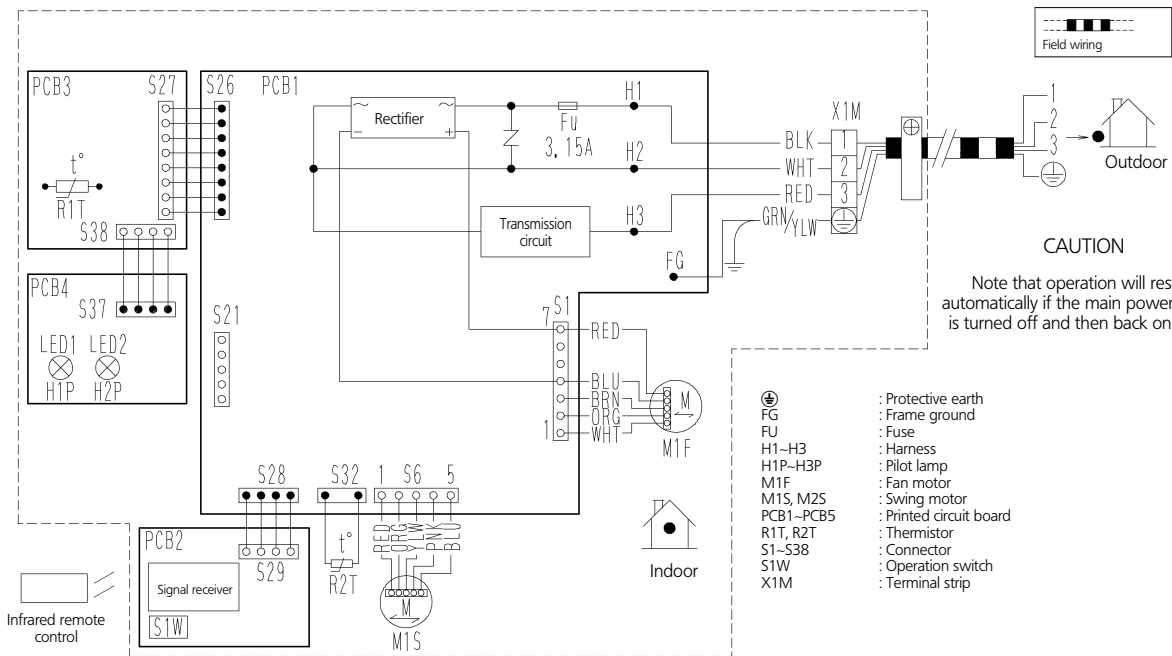 Field wiring
PCB3
S27
S26
PCB1
H1
Rectifier
~
~
−
+
Fu
3.15A
H2
X1M
BLK
1
WHT
2
RED
3
GRN/YLW
1
2
3
Outdoor
t°
R1T
S38
Transmission
circuit
H3
FG
CAUTION
Note that operation will res
automatically if the main power
is turned off and then back on
PCB4
S37
LED1
LED2
H1P
H2P
S21
S1
7
RED
BLU
BRN
ORG
1
WHT
M
M1F
S28
S32
1
S6
5
RED
ORG
YLW
PNK
BLU
PCB2
S29
Signal receiver
S1W
t°
R2T
M
M1S
Indoor
Infrared remote
control
: Protective earth
FG : Frame ground
FU : Fuse
H1~H3 : Harness
H1P~H3P : Pilot lamp
M1F : Fan motor
M1S, M2S : Swing motor
PCB1~PCB5 : Printed circuit board
R1T, R2T : Thermistor
S1~S38 : Connector
S1W : Operation switch
X1M : Terminal strip